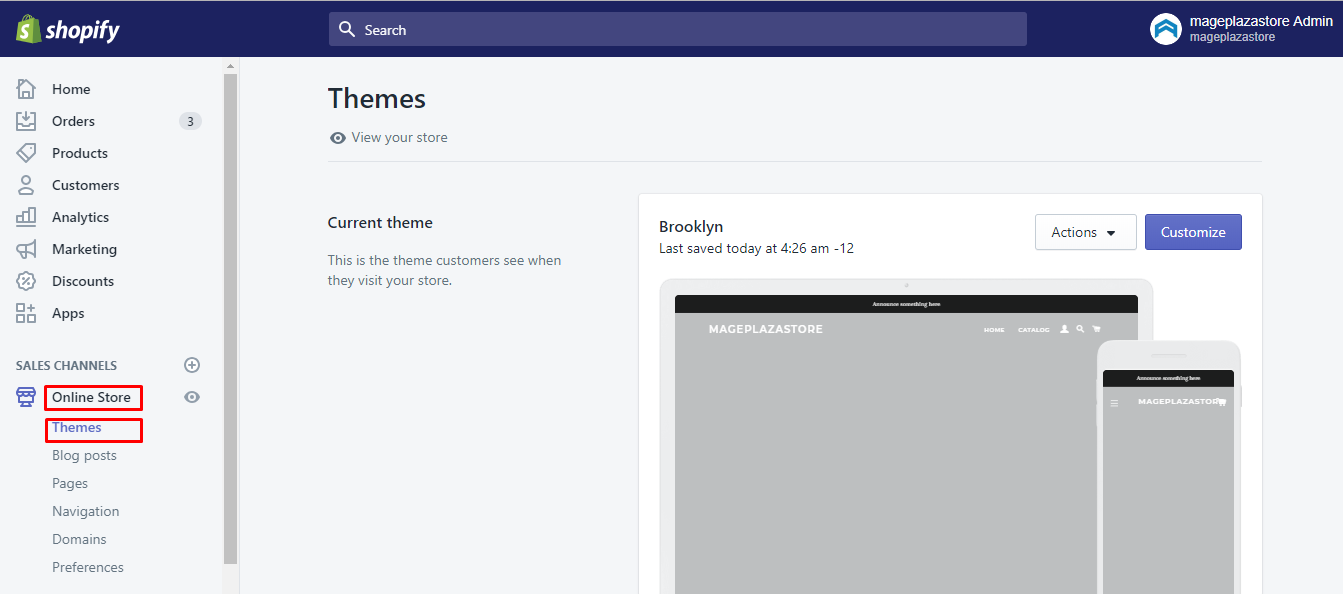 shopify
Search
mageplazastore Admin
mageplazastore
Home
Orders
3
Products
Customers
Analytics
Marketing
Discounts
Apps
SALES CHANNELS
Online Store
Themes
Blog posts
Pages
Navigation
Domains
Preferences
Themes
View your store
Current theme
This is the theme customers see when
they visit your store.
Brooklyn
Last saved today at 4:26 am -12
Actions
Customize
Announce something here
MAGEPLAZASTORE
HOME
CATALOG
Announce something here
MAGEPLAZASTOR